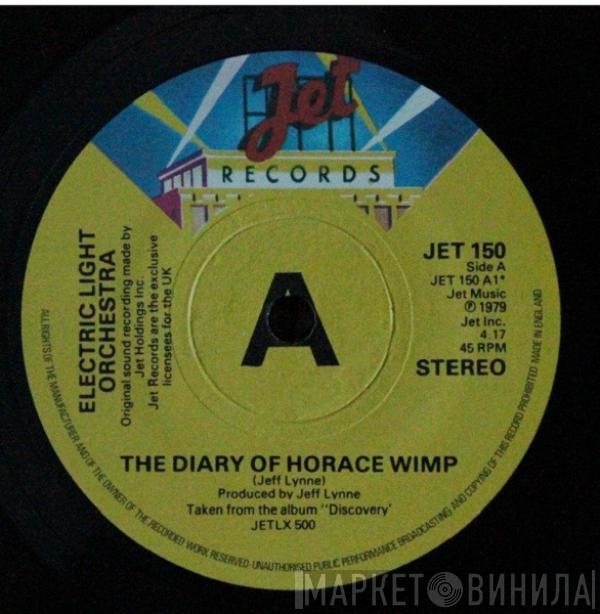 Jet
RECORDS
ELECTRIC LIGHT
ORCHESTRA
Original sound recording made by
Jet Holdings Inc.
Jet Records are the exclusive
licensees for the UK
A
JET 150
Side A
JET 150 A1*
Jet Music
Ⓟ 1979
Jet Inc.
4.17
45 RPM
STEREO
THE DIARY OF HORACE WIMP
(Jeff Lynne)
Produced by Jeff Lynne
Taken from the album "Discovery'
JETLX 500
ALL RIGHTS OF THE MANUFACTURER AND OF THE OWNER OF THE RECORDED WORK RESERVED·UNAUTHORISED PUBLIC PERFORMANCE BROADCASTING AND COPYING OF THIS RECORD PROHIBITED MADE IN ENGLAND
МАРКЕТ ВИНИЛА